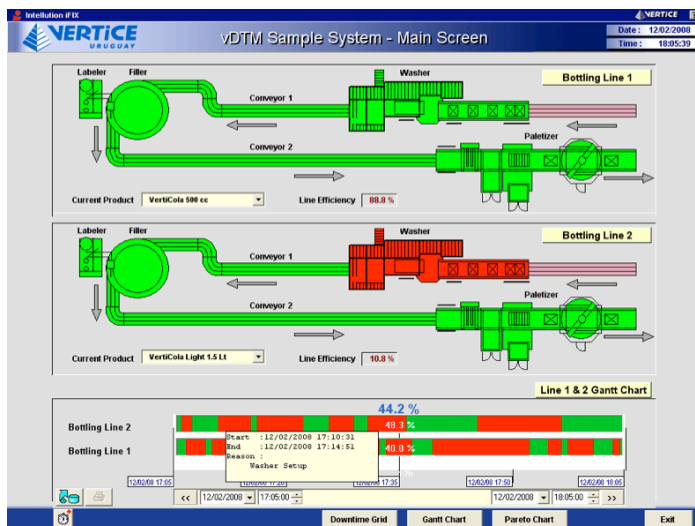 Intellution iFIX
VERTICE
VERTICE
URUGUAY
vDTM Sample System - Main Screen
Date : 12/02/2008
Time : 18:05:39
Labeler
Filler
Washer
Bottling Line 1
Conveyor 1
Conveyor 2
Paletizer
Current Product
VertiCola 500 cc
Line Efficiency
88.8 %
Labeler
Filler
Washer
Bottling Line 2
Conveyor 1
Conveyor 2
Paletizer
Current Product
VertiCola Light 1.5 Lt
Line Efficiency
10.8 %
Line 1 & 2 Gantt Chart
44.2 %
Bottling Line 2
48.3 %
Bottling Line 1
40.0 %
Start :12/02/2008 17:10:31
End :12/02/2008 17:14:51
Reason :
Washer Setup
12/02/08 17:05
12/02/08 17:35
12/02/08 17:50
12/02/08 18:05
<<
12/02/2008
17:05:00
12/02/2008
18:05:00
>>
Downtime Grid
Gantt Chart
Pareto Chart
Exit